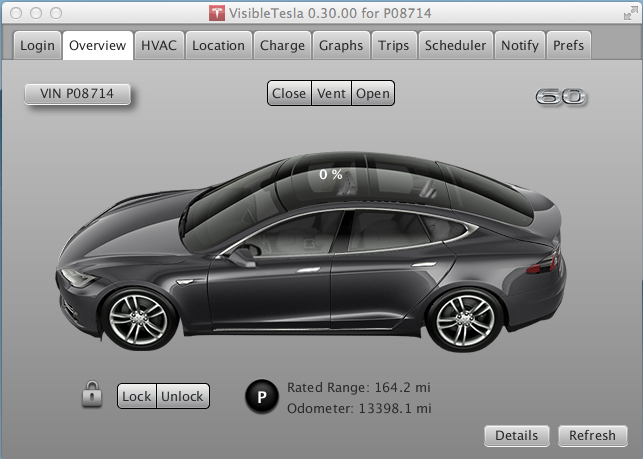 VisibleTesla 0.30.00 for P08714
Login Overview HVAC Location Charge Graphs Trips Scheduler Notify Prefs
VIN P08714 Close Vent Open 60
0 %
Lock Unlock P Rated Range: 164.2 mi
Odometer: 13398.1 mi
Details Refresh